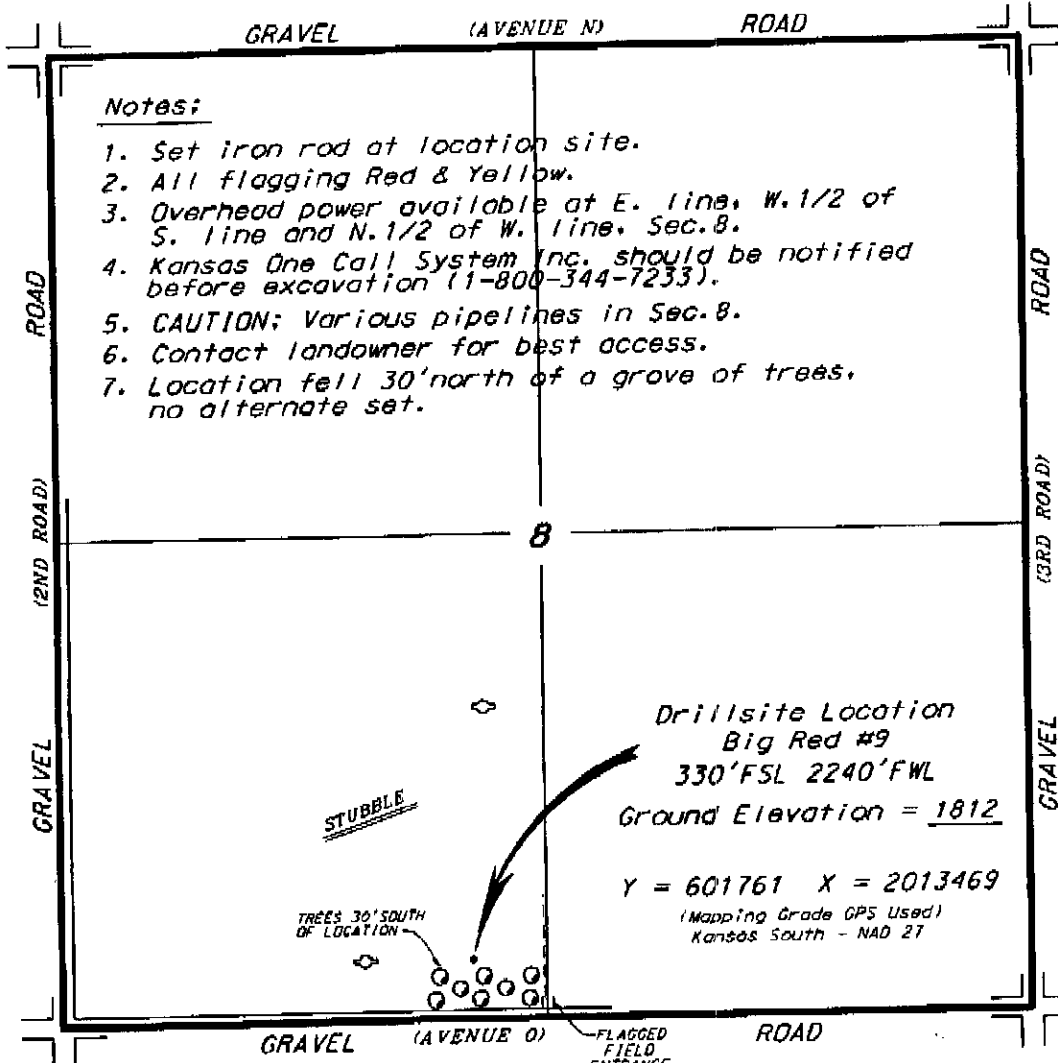 GRAVEL (AVENUE N) ROAD
Notes:
1. Set iron rod at location site.
2. All flagging Red & Yellow.
3. Overhead power available at E. line, W.1/2 of
S. line and N.1/2 of W. line, Sec.8.
4. Kansas One Call System Inc. should be notified
before excavation (1-800-344-7233).
5. CAUTION: Various pipelines in Sec.8.
6. Contact landowner for best access.
7. Location fell 30'north of a grove of trees,
no alternate set.
ROAD
(2ND ROAD)
GRAVEL
ROAD
(3RD ROAD)
GRAVEL
8
Drillsite Location
Big Red #9
330'FSL 2240'FWL
Ground Elevation = 1812
Y = 601761 X = 2013469
(Mapping Grade GPS Used)
Kansas South - NAD 27
STUBBLE
TREES 30'SOUTH
OF LOCATION
GRAVEL (AVENUE O) ROAD
FLAGGED
FIELD
ENTRANCE